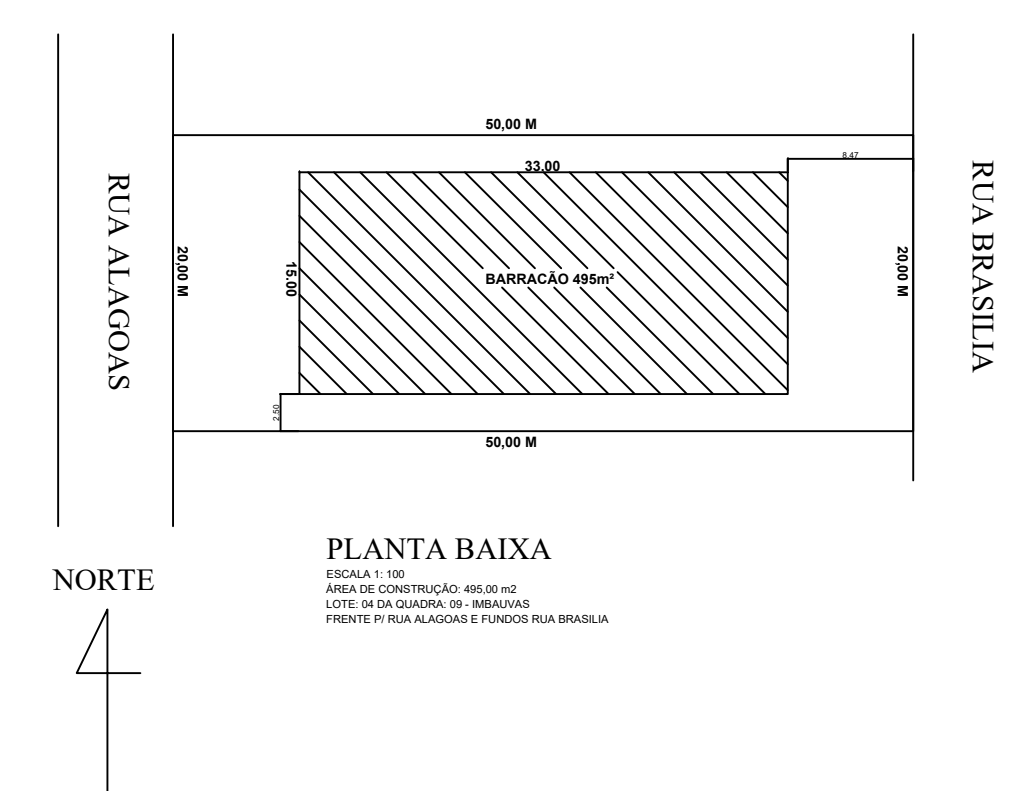 50,00 M
33.00
8.47
RUA ALAGOAS
20,00 M
15.00
BARRACÃO 495m²
20,00 M
RUA BRASILIA
2.50
50,00 M
PLANTA BAIXA
ESCALA 1: 100
ÁREA DE CONSTRUÇÃO: 495,00 m2
LOTE: 04 DA QUADRA: 09 - IMBAUVAS
FRENTE P/ RUA ALAGOAS E FUNDOS RUA BRASILIA
NORTE